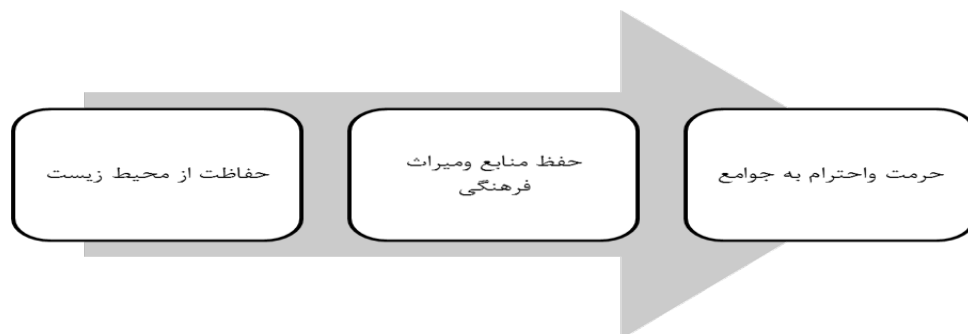 حفاظت از محیط زیست
حفظ منابع ومیراث
فرهنگی
حرمت واحترام به جوامع